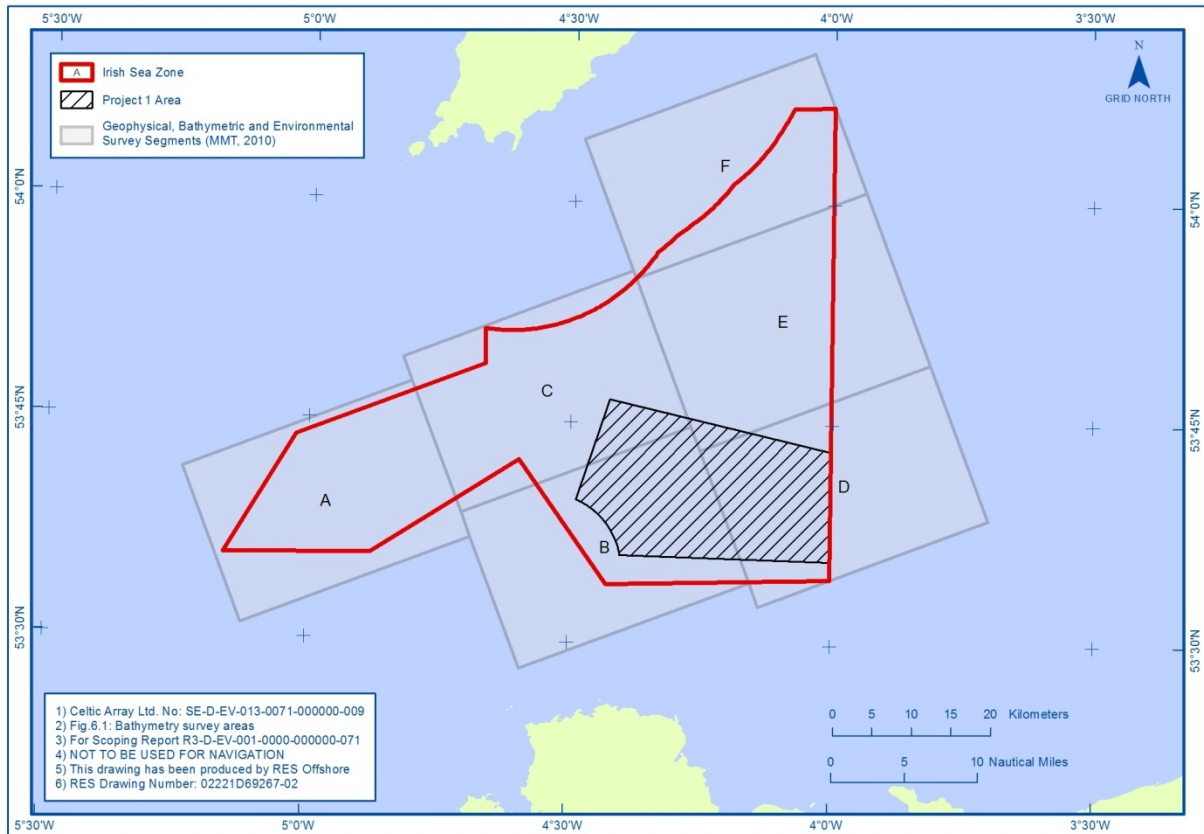 5°30'W 5°0'W 4°30'W 4°0'W 3°30'W
A Irish Sea Zone
Project 1 Area
Geophysical, Bathymetric and Environmental
Survey Segments (MMT, 2010)
N
GRID NORTH
F
54°0'N 54°0'N
E
C
53°45'N 53°45'N
A
D
B
53°30'N 53°30'N
1) Celtic Array Ltd. No: SE-D-EV-013-0071-000000-009
2) Fig.6.1: Bathymetry survey areas
3) For Scoping Report R3-D-EV-001-0000-000000-071
4) NOT TO BE USED FOR NAVIGATION
5) This drawing has been produced by RES Offshore
6) RES Drawing Number: 02221D69267-02
0 5 10 15 20 Kilometers
0 5 10 Nautical Miles
5°30'W 5°0'W 4°30'W 4°0'W 3°30'W